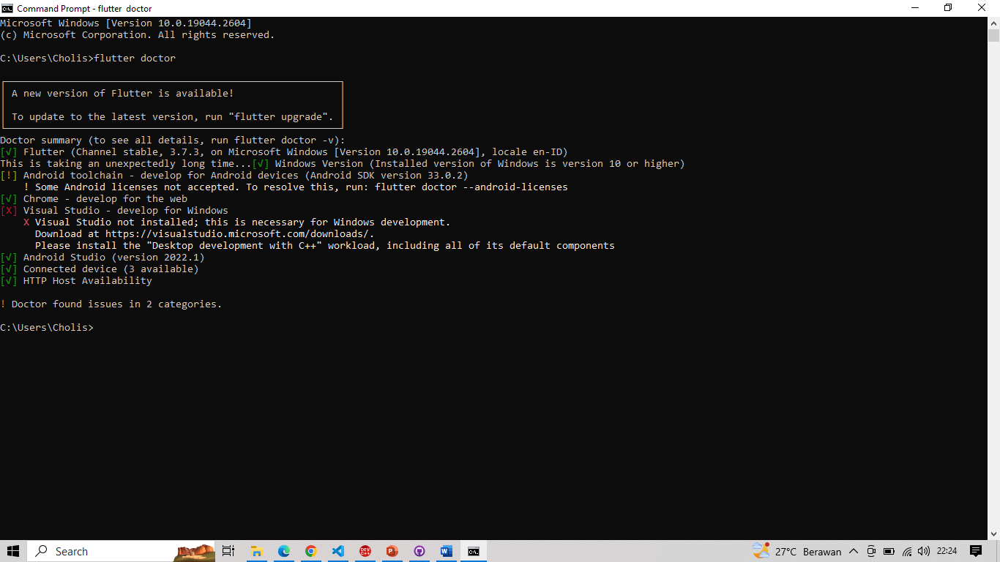 Command Prompt - flutter  doctor
Microsoft Windows [Version 10.0.19044.2604]
(c) Microsoft Corporation. All rights reserved.
C:\Users\Cholis>flutter doctor
A new version of Flutter is available!
To update to the latest version, run "flutter upgrade".
Doctor summary (to see all details, run flutter doctor -v):
[√] Flutter (Channel stable, 3.7.3, on Microsoft Windows [Version 10.0.19044.2604], locale en-ID)
This is taking an unexpectedly long time...[√] Windows Version (Installed version of Windows is version 10 or higher)
[!] Android toolchain - develop for Android devices (Android SDK version 33.0.2)
! Some Android licenses not accepted. To resolve this, run: flutter doctor --android-licenses
[√] Chrome - develop for the web
[X] Visual Studio - develop for Windows
X Visual Studio not installed; this is necessary for Windows development.
Download at https://visualstudio.microsoft.com/downloads/.
Please install the "Desktop development with C++" workload, including all of its default components
[√] Android Studio (version 2022.1)
[√] Connected device (3 available)
[√] HTTP Host Availability
! Doctor found issues in 2 categories.
C:\Users\Cholis>
Search
27°C Berawan
22:24